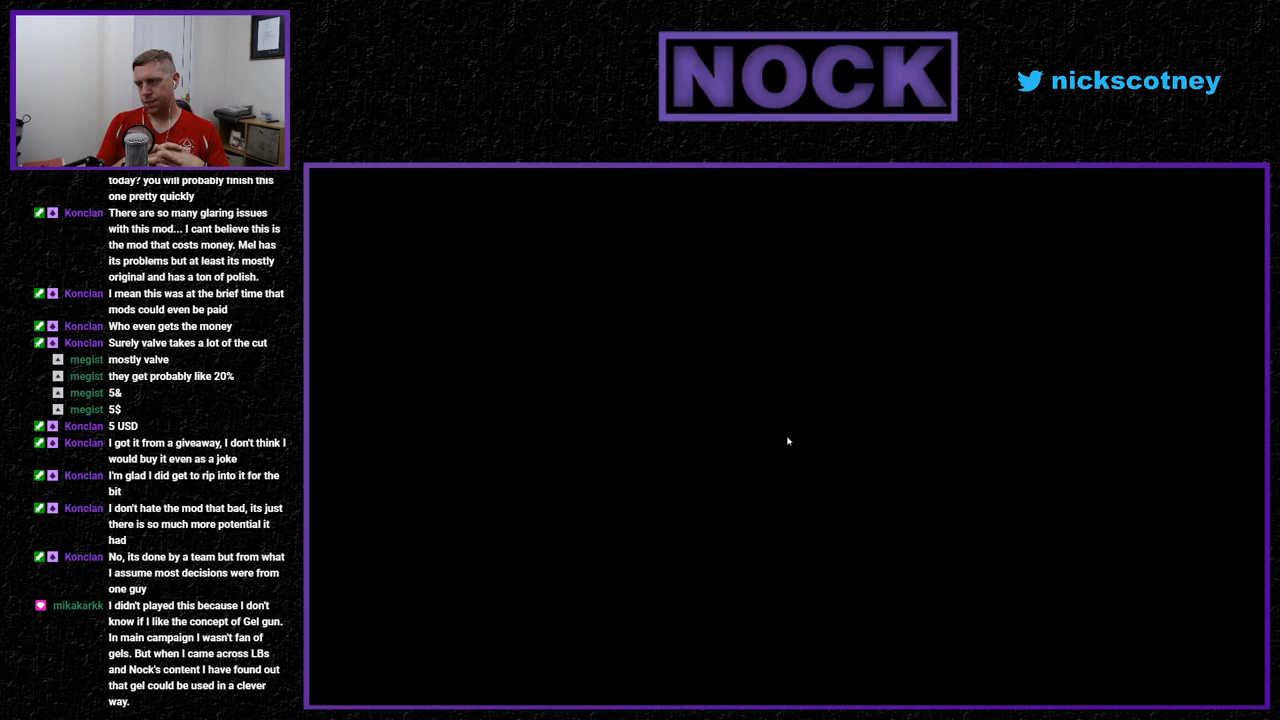 NOCK
nickscotney
today? you will probably finish this
one pretty quickly
Konclan There are so many glaring issues
with this mod... I cant believe this is
the mod that costs money. Mel has
its problems but at least its mostly
original and has a ton of polish.
Konclan I mean this was at the brief time that
mods could even be paid
Konclan Who even gets the money
Konclan Surely valve takes a lot of the cut
megist mostly valve
megist they get probably like 20%
megist 5&
megist 5$
Konclan 5 USD
Konclan I got it from a giveaway, I don't think I
would buy it even as a joke
Konclan I'm glad I did get to rip into it for the
bit
Konclan I don't hate the mod that bad, its just
there is so much more potential it
had
Konclan No, its done by a team but from what
I assume most decisions were from
one guy
mikakarkk I didn't played this because I don't
know if I like the concept of Gel gun.
In main campaign I wasn't fan of
gels. But when I came across LBs
and Nock's content I have found out
that gel could be used in a clever
way.